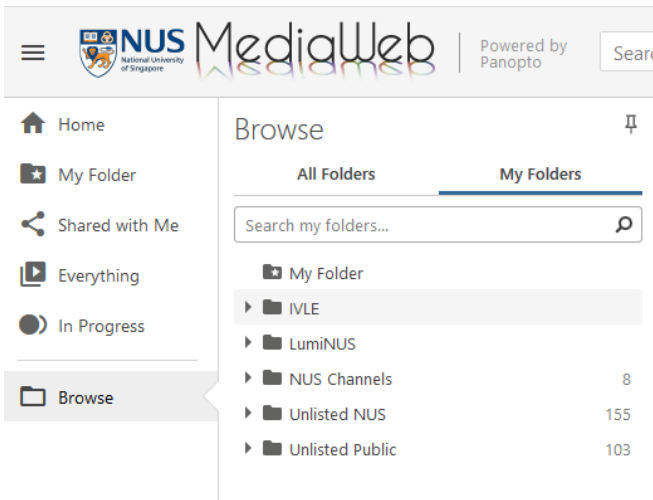 NUS
National University
of Singapore
MediaWeb
Powered by
Panopto
Sear
Home
My Folder
Shared with Me
Everything
In Progress
Browse
Browse
All Folders My Folders
Search my folders...
My Folder
IVLE
LumiNUS
NUS Channels 8
Unlisted NUS 155
Unlisted Public 103